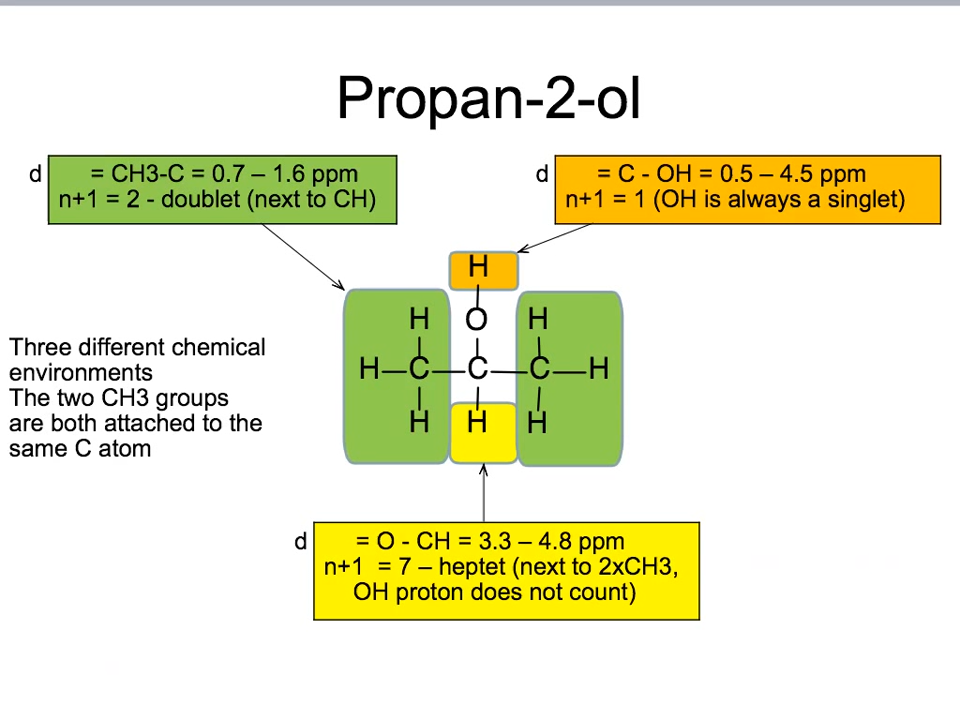 Propan-2-ol
d = CH3-C = 0.7 – 1.6 ppm
n+1 = 2 - doublet (next to CH)
d = C - OH = 0.5 – 4.5 ppm
n+1 = 1 (OH is always a singlet)
H
H O H
H C C C H
H H H
Three different chemical
environments
The two CH3 groups
are both attached to the
same C atom
d = O - CH = 3.3 – 4.8 ppm
n+1 = 7 – heptet (next to 2xCH3,
OH proton does not count)